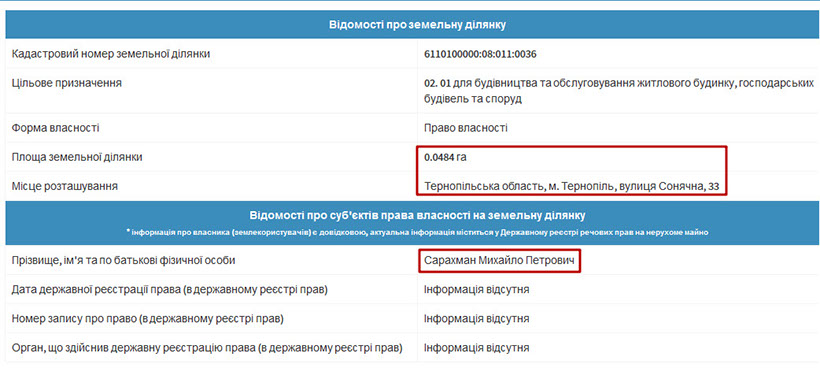 Відомості про земельну ділянку
Кадастровий номер земельної ділянки 6110100000:08:011:0036
Цільове призначення 02. 01 для будівництва та обслуговування житлового будинку, господарських
будівель та споруд
Форма власності Право власності
Площа земельної ділянки 0.0484 га
Місце розташування Тернопільська область, м. Тернопіль, вулиця Сонячна, 33
Відомості про суб'єктів права власності на земельну ділянку
* інформація про власника (землекористувачів) є довідковою, актуальна інформація міститься у Державному реєстрі речових прав на нерухоме майно
Прізвище, ім'я та по батькові фізичної особи Сарахман Михайло Петрович
Дата державної реєстрації права (в державному реєстрі прав) Інформація відсутня
Номер запису про право (в державному реєстрі прав) Інформація відсутня
Орган, що здійснив державну реєстрацію права (в державному реєстрі прав) Інформація відсутня